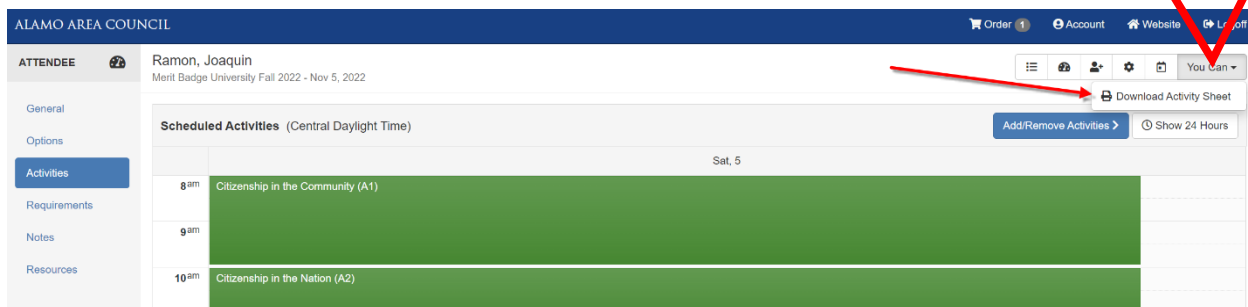 ALAMO AREA COUNCIL Order 1 Account Website Logoff
ATTENDEE
Ramon, Joaquin
Merit Badge University Fall 2022 - Nov 5, 2022
You Can
Download Activity Sheet
General
Options
Activities
Requirements
Notes
Resources
Scheduled Activities (Central Daylight Time)
Add/Remove Activities
Show 24 Hours
Sat, 5
8am Citizenship in the Community (A1)
9am
10am Citizenship in the Nation (A2)